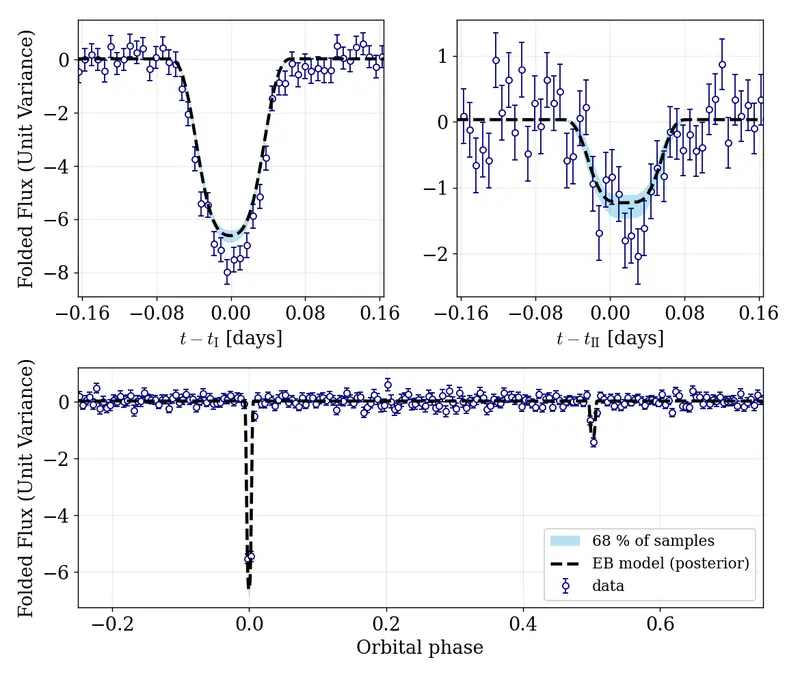 Folded Flux (Unit Variance)
0
−2
−4
−6
−8
−0.16 −0.08 0.00 0.08 0.16
t − tI [days]
1
0
−1
−2
−0.16 −0.08 0.00 0.08 0.16
t − tII [days]
Folded Flux (Unit Variance)
0
−2
−4
−6
68 % of samples
EB model (posterior)
data
−0.2 0.0 0.2 0.4 0.6
Orbital phase